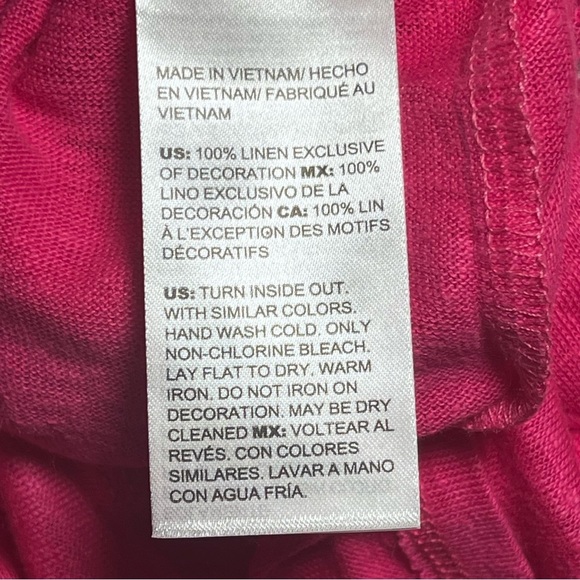 MADE IN VIETNAM/ HECHO
EN VIETNAM/ FABRIQUÉ AU
VIETNAM
US: 100% LINEN EXCLUSIVE
OF DECORATION MX: 100%
LINO EXCLUSIVO DE LA
DECORACIÓN CA: 100% LIN
À L'EXCEPTION DES MOTIFS
DÉCORATIFS
US: TURN INSIDE OUT.
WITH SIMILAR COLORS.
HAND WASH COLD. ONLY
NON-CHLORINE BLEACH.
LAY FLAT TO DRY. WARM
IRON. DO NOT IRON ON
DECORATION. MAY BE DRY
CLEANED MX: VOLTEAR AL
REVÉS. CON COLORES
SIMILARES. LAVAR A MANO
CON AGUA FRÍA.